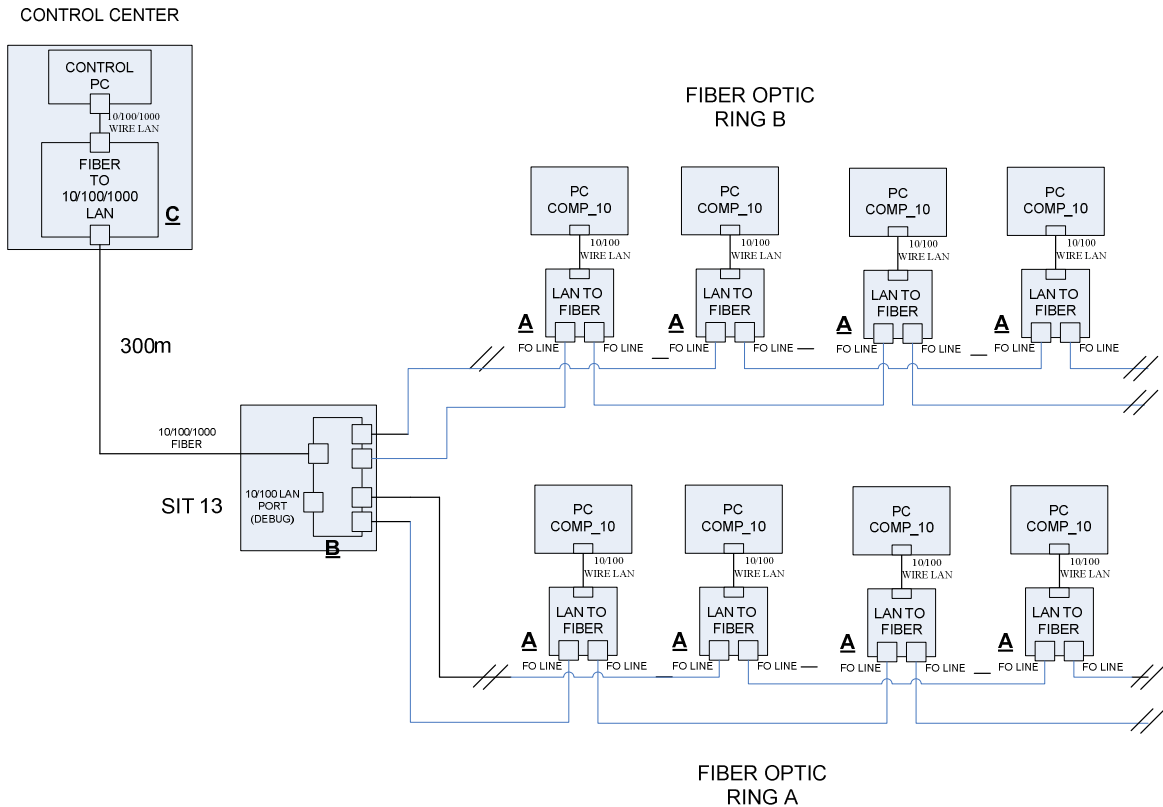 CONTROL CENTER
CONTROL
PC
10/100/1000
WIRE LAN
FIBER
TO
10/100/1000
LAN
C
300m
FIBER OPTIC
RING B
PC
COMP_10
PC
COMP_10
PC
COMP_10
PC
COMP_10
10/100
WIRE LAN
10/100
WIRE LAN
10/100
WIRE LAN
10/100
WIRE LAN
LAN TO
FIBER
LAN TO
FIBER
LAN TO
FIBER
LAN TO
FIBER
A
A
A
A
FO LINE
FO LINE
FO LINE
FO LINE
FO LINE
FO LINE
FO LINE
FO LINE
10/100/1000
FIBER
SIT 13
10/100 LAN
PORT
(DEBUG)
B
PC
COMP_10
PC
COMP_10
PC
COMP_10
PC
COMP_10
10/100
WIRE LAN
10/100
WIRE LAN
10/100
WIRE LAN
10/100
WIRE LAN
LAN TO
FIBER
LAN TO
FIBER
LAN TO
FIBER
LAN TO
FIBER
A
A
A
A
FO LINE
FO LINE
FO LINE
FO LINE
FO LINE
FO LINE
FO LINE
FO LINE
FIBER OPTIC
RING A